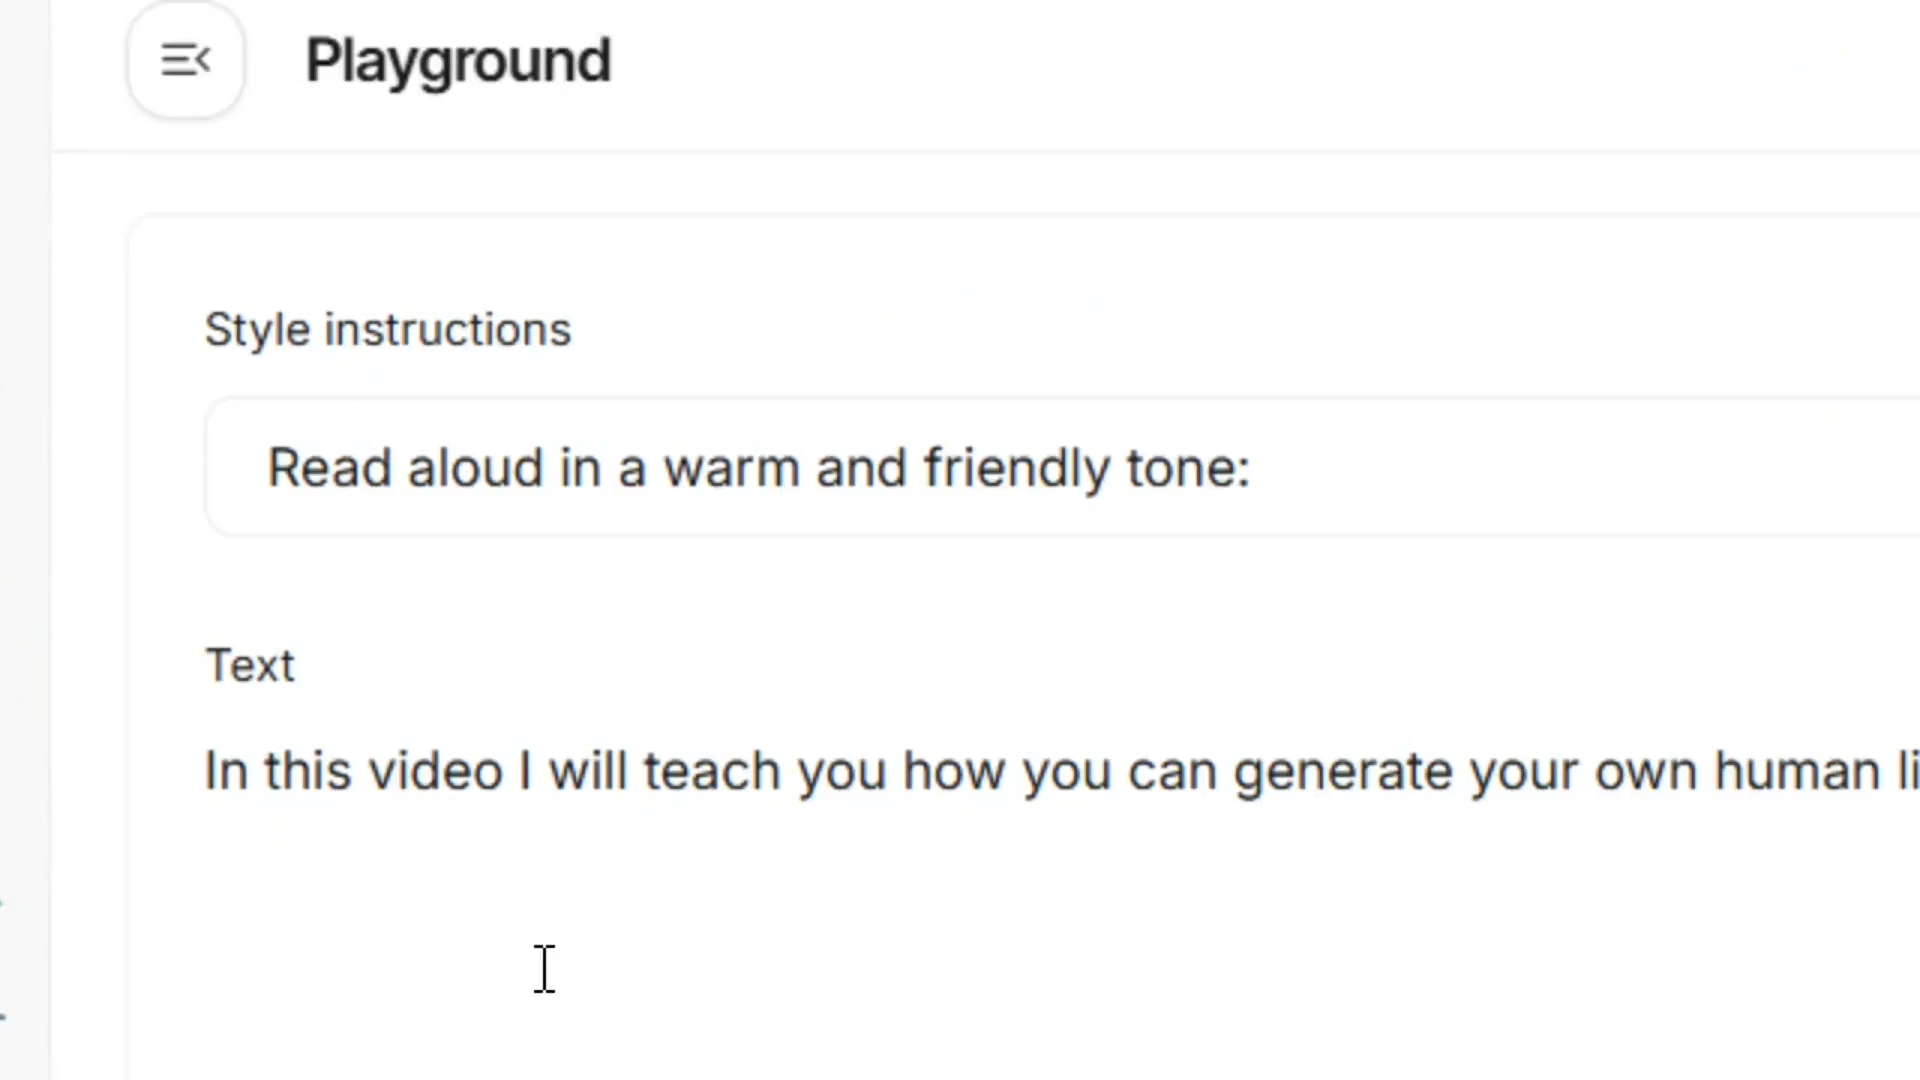 Playground
Style instructions
Read aloud in a warm and friendly tone:
Text
In this video I will teach you how you can generate your own human